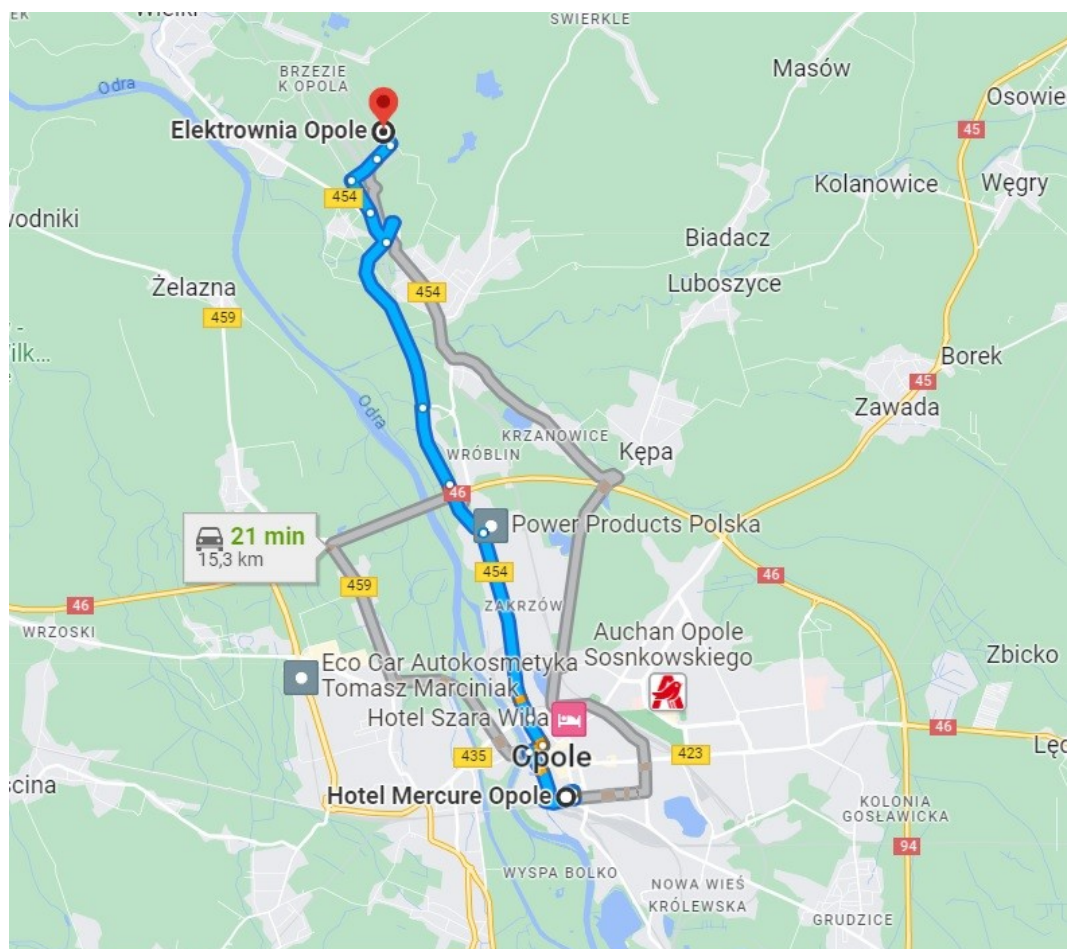 Odra
ŚWIERKLE
BRZEZIE
K OPOLA
Masów
Osowie
45
Elektrownia Opole
454
Kolanowice
Węgry
wodniki
Biadacz
Żelazna
454
Luboszyce
459
Borek
45
Odra
Zawada
KRZANOWICE
WRÓBLIN
Kępa
46
21 min
15,3 km
Power Products Polska
454
46
459
46
ZAKRZÓW
WRZOSKI
Auchan Opole
Sosnkowskiego
Zbicko
Eco Car Autokosmetyka
Tomasz Marciniak
Hotel Szara Willa
46
Opole
435
423
Hotel Mercure Opole
KOLONIA
GOSŁAWICKA
94
WYSPA BOLKO
NOWA WIEŚ
KRÓLEWSKA
GRUDZICE